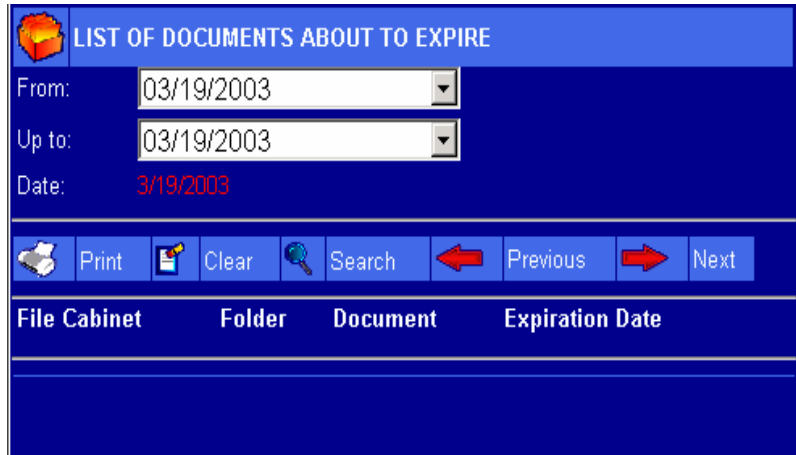 LIST OF DOCUMENTS ABOUT TO EXPIRE
From: 03/19/2003
Up to: 03/19/2003
Date: 3/19/2003
Print Clear Search Previous Next
File Cabinet Folder Document Expiration Date